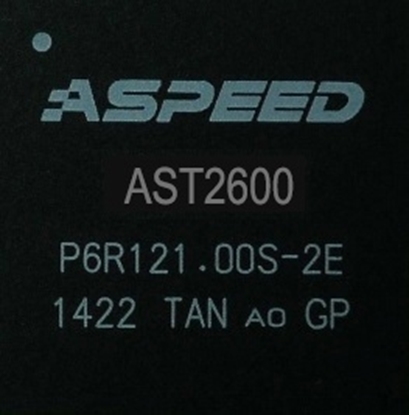 ASPEED
AST2600
P6R121.00S-2E
1422 TAN A0 GP